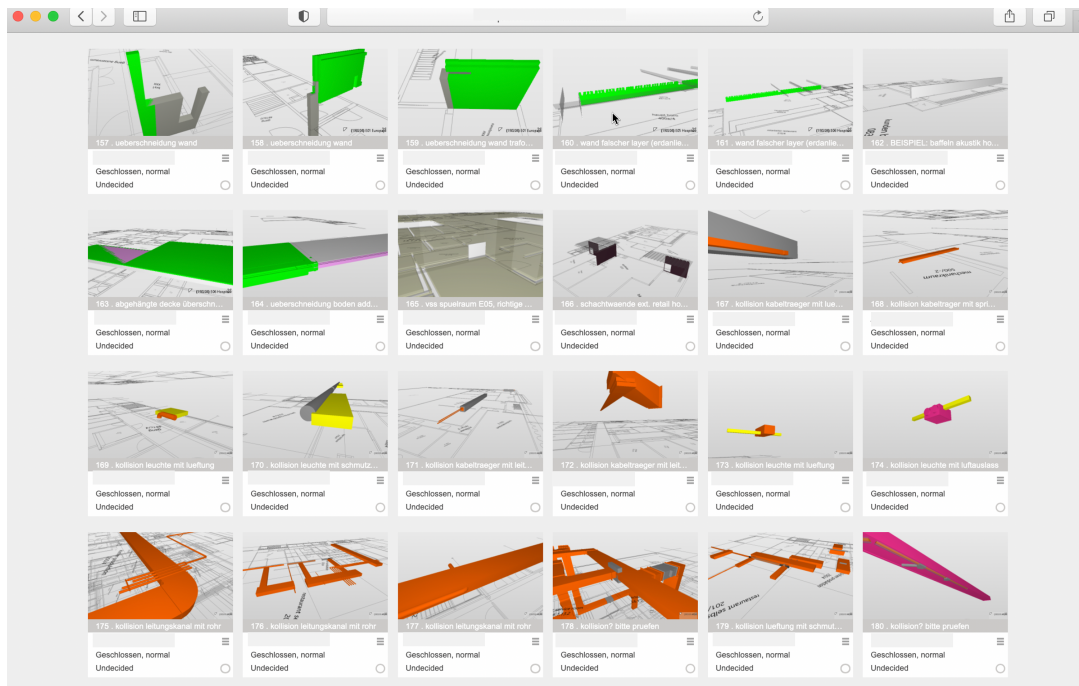 157 . ueberschneidung wand
158 . ueberschneidung wand
159 . ueberschneidung wand trafo...
160 . wand falscher layer (erdanlie...
161 . wand falscher layer (erdanlie...
162 . BEISPIEL: baffeln akustik ho...
Geschlossen, normal
Undecided
Geschlossen, normal
Undecided
Geschlossen, normal
Undecided
Geschlossen, normal
Undecided
Geschlossen, normal
Undecided
Geschlossen, normal
Undecided
163 . abgehängte decke überschn...
164 . ueberschneidung boden add...
165 . vss spuelraum E05, richtige ...
166 . schachtwaende ext. retail ho...
167 . kollision kabeltraeger mit lue...
168 . kollision kabeltrager mit spri...
Geschlossen, normal
Undecided
Geschlossen, normal
Undecided
Geschlossen, normal
Undecided
Geschlossen, normal
Undecided
Geschlossen, normal
Undecided
Geschlossen, normal
Undecided
169 . kollision leuchte mit lueftung
170 . kollision leuchte mit schmutz...
171 . kollision kabeltraeger mit leit...
172 . kollision kabeltraeger mit leit...
173 . kollision leuchte mit lueftung
174 . kollision leuchte mit luftauslass
Geschlossen, normal
Undecided
Geschlossen, normal
Undecided
Geschlossen, normal
Undecided
Geschlossen, normal
Undecided
Geschlossen, normal
Undecided
Geschlossen, normal
Undecided
175 . kollision leitungskanal mit rohr
176 . kollision leitungskanal mit rohr
177 . kollision leitungskanal mit rohr
178 . kollision? bitte pruefen
179 . kollision lueftung mit schmut...
180 . kollision? bitte pruefen
Geschlossen, normal
Undecided
Geschlossen, normal
Undecided
Geschlossen, normal
Undecided
Geschlossen, normal
Undecided
Geschlossen, normal
Undecided
Geschlossen, normal
Undecided